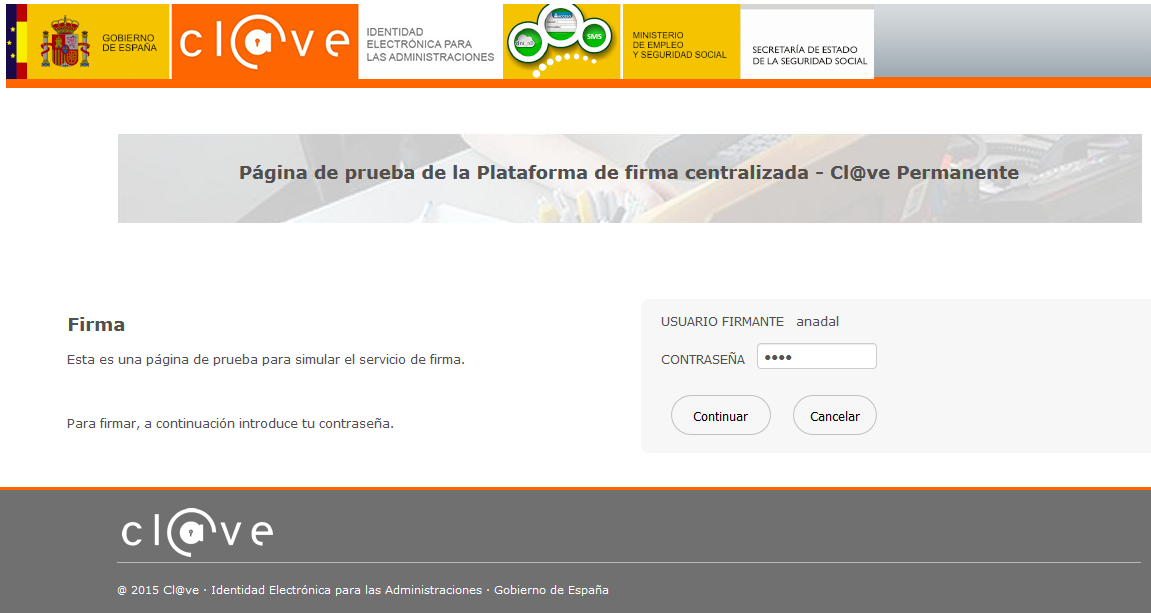 GOBIERNO
DE ESPAÑA
cl@ve
IDENTIDAD
ELECTRÓNICA PARA
LAS ADMINISTRACIONES
SMS
MINISTERIO
DE EMPLEO
Y SEGURIDAD SOCIAL
SECRETARÍA DE ESTADO
DE LA SEGURIDAD SOCIAL
Página de prueba de la Plataforma de firma centralizada - Cl@ve Permanente
Firma
Esta es una página de prueba para simular el servicio de firma.
Para firmar, a continuación introduce tu contraseña.
USUARIO FIRMANTE anadal
CONTRASEÑA ••••
Continuar Cancelar
cl@ve
@ 2015 Cl@ve · Identidad Electrónica para las Administraciones · Gobierno de España